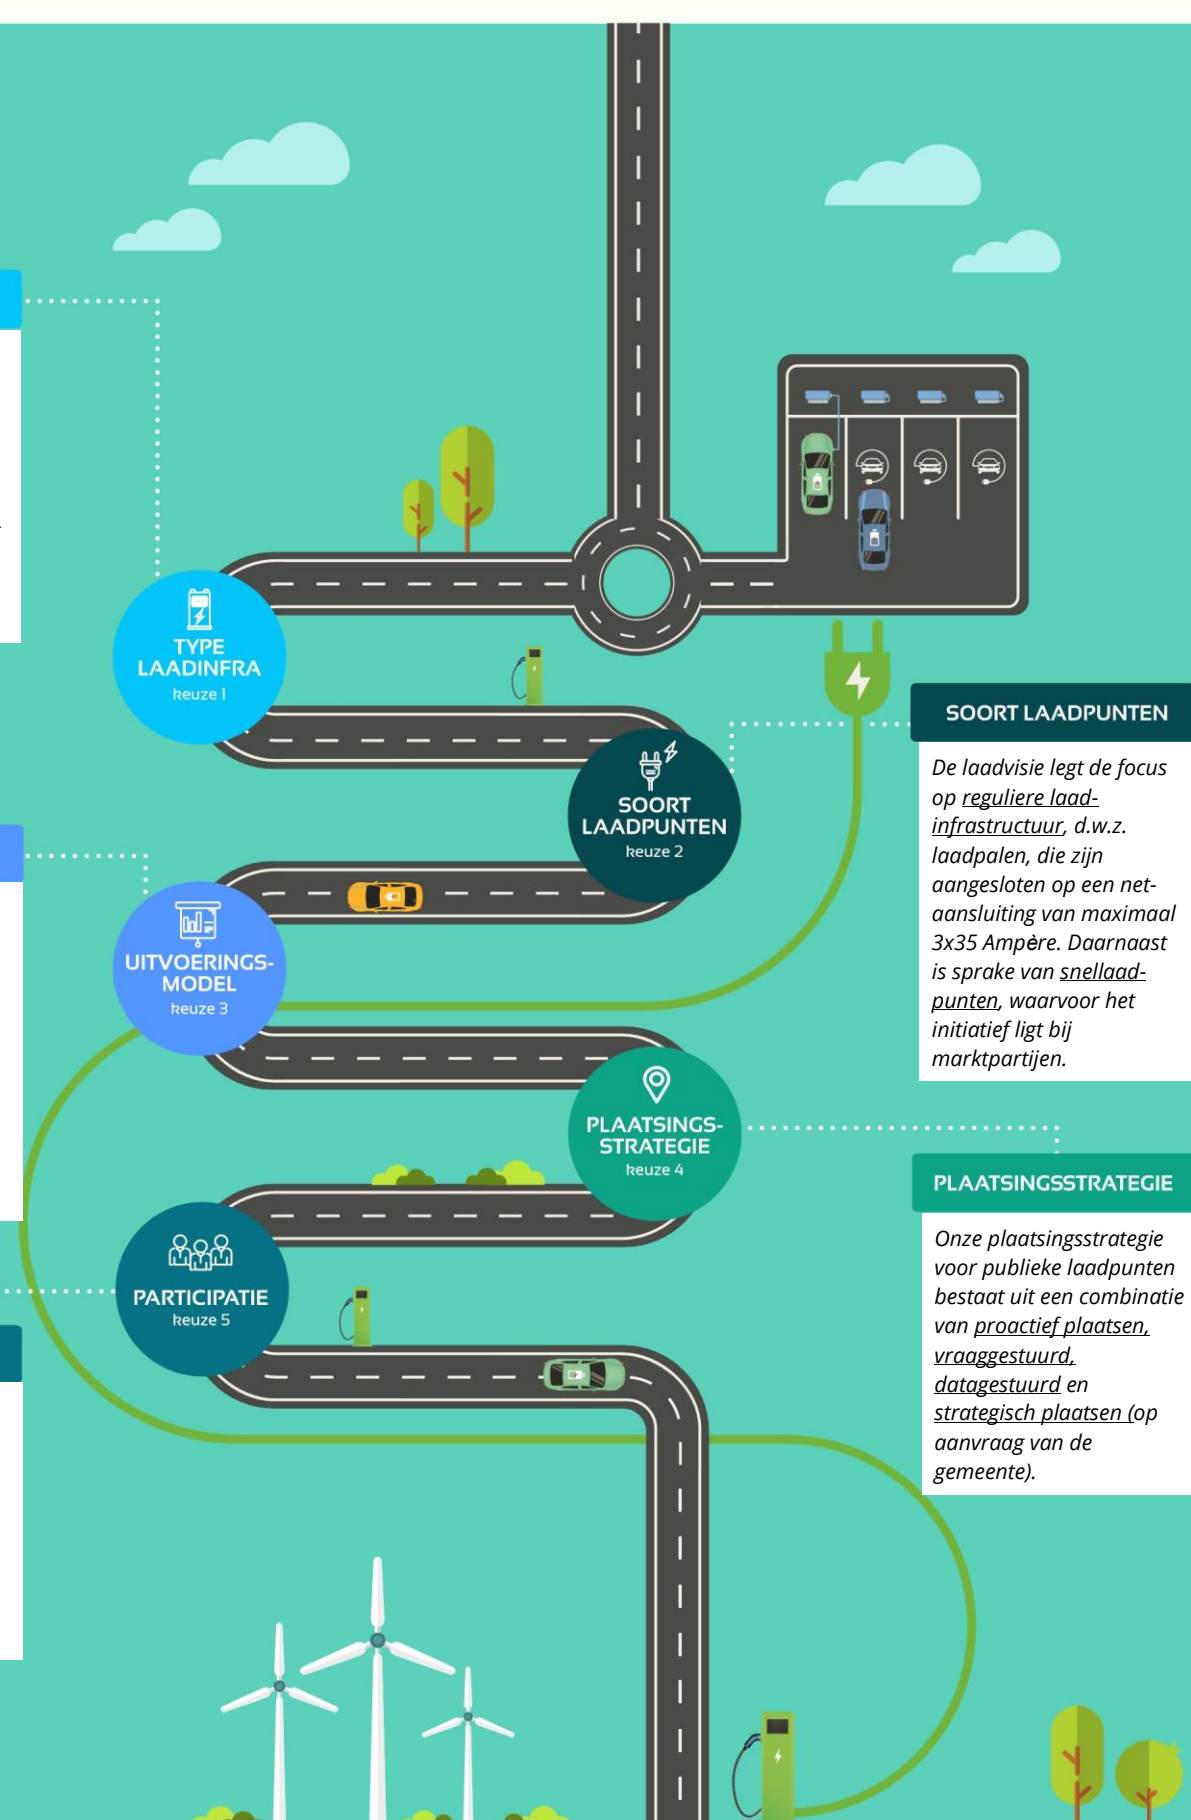 TYPE
LAADINFRA
keuze 1
SOORT
LAADPUNTEN
keuze 2
SOORT LAADPUNTEN
De laadvisie legt de focus
op reguliere laad-
infrastructuur, d.w.z.
laadpalen, die zijn
aangesloten op een net-
aansluiting van maximaal
3x35 Ampère. Daarnaast
is sprake van snellaad-
punten, waarvoor het
initiatief ligt bij
marktpartijen.
UITVOERINGS-
MODEL
keuze 3
PLAATSINGS-
STRATEGIE
keuze 4
PLAATSINGSSTRATEGIE
Onze plaatsingsstrategie
voor publieke laadpunten
bestaat uit een combinatie
van proactief plaatsen,
vraaggestuurd,
datagestuurd en
strategisch plaatsen (op
aanvraag van de
gemeente).
PARTICIPATIE
keuze 5